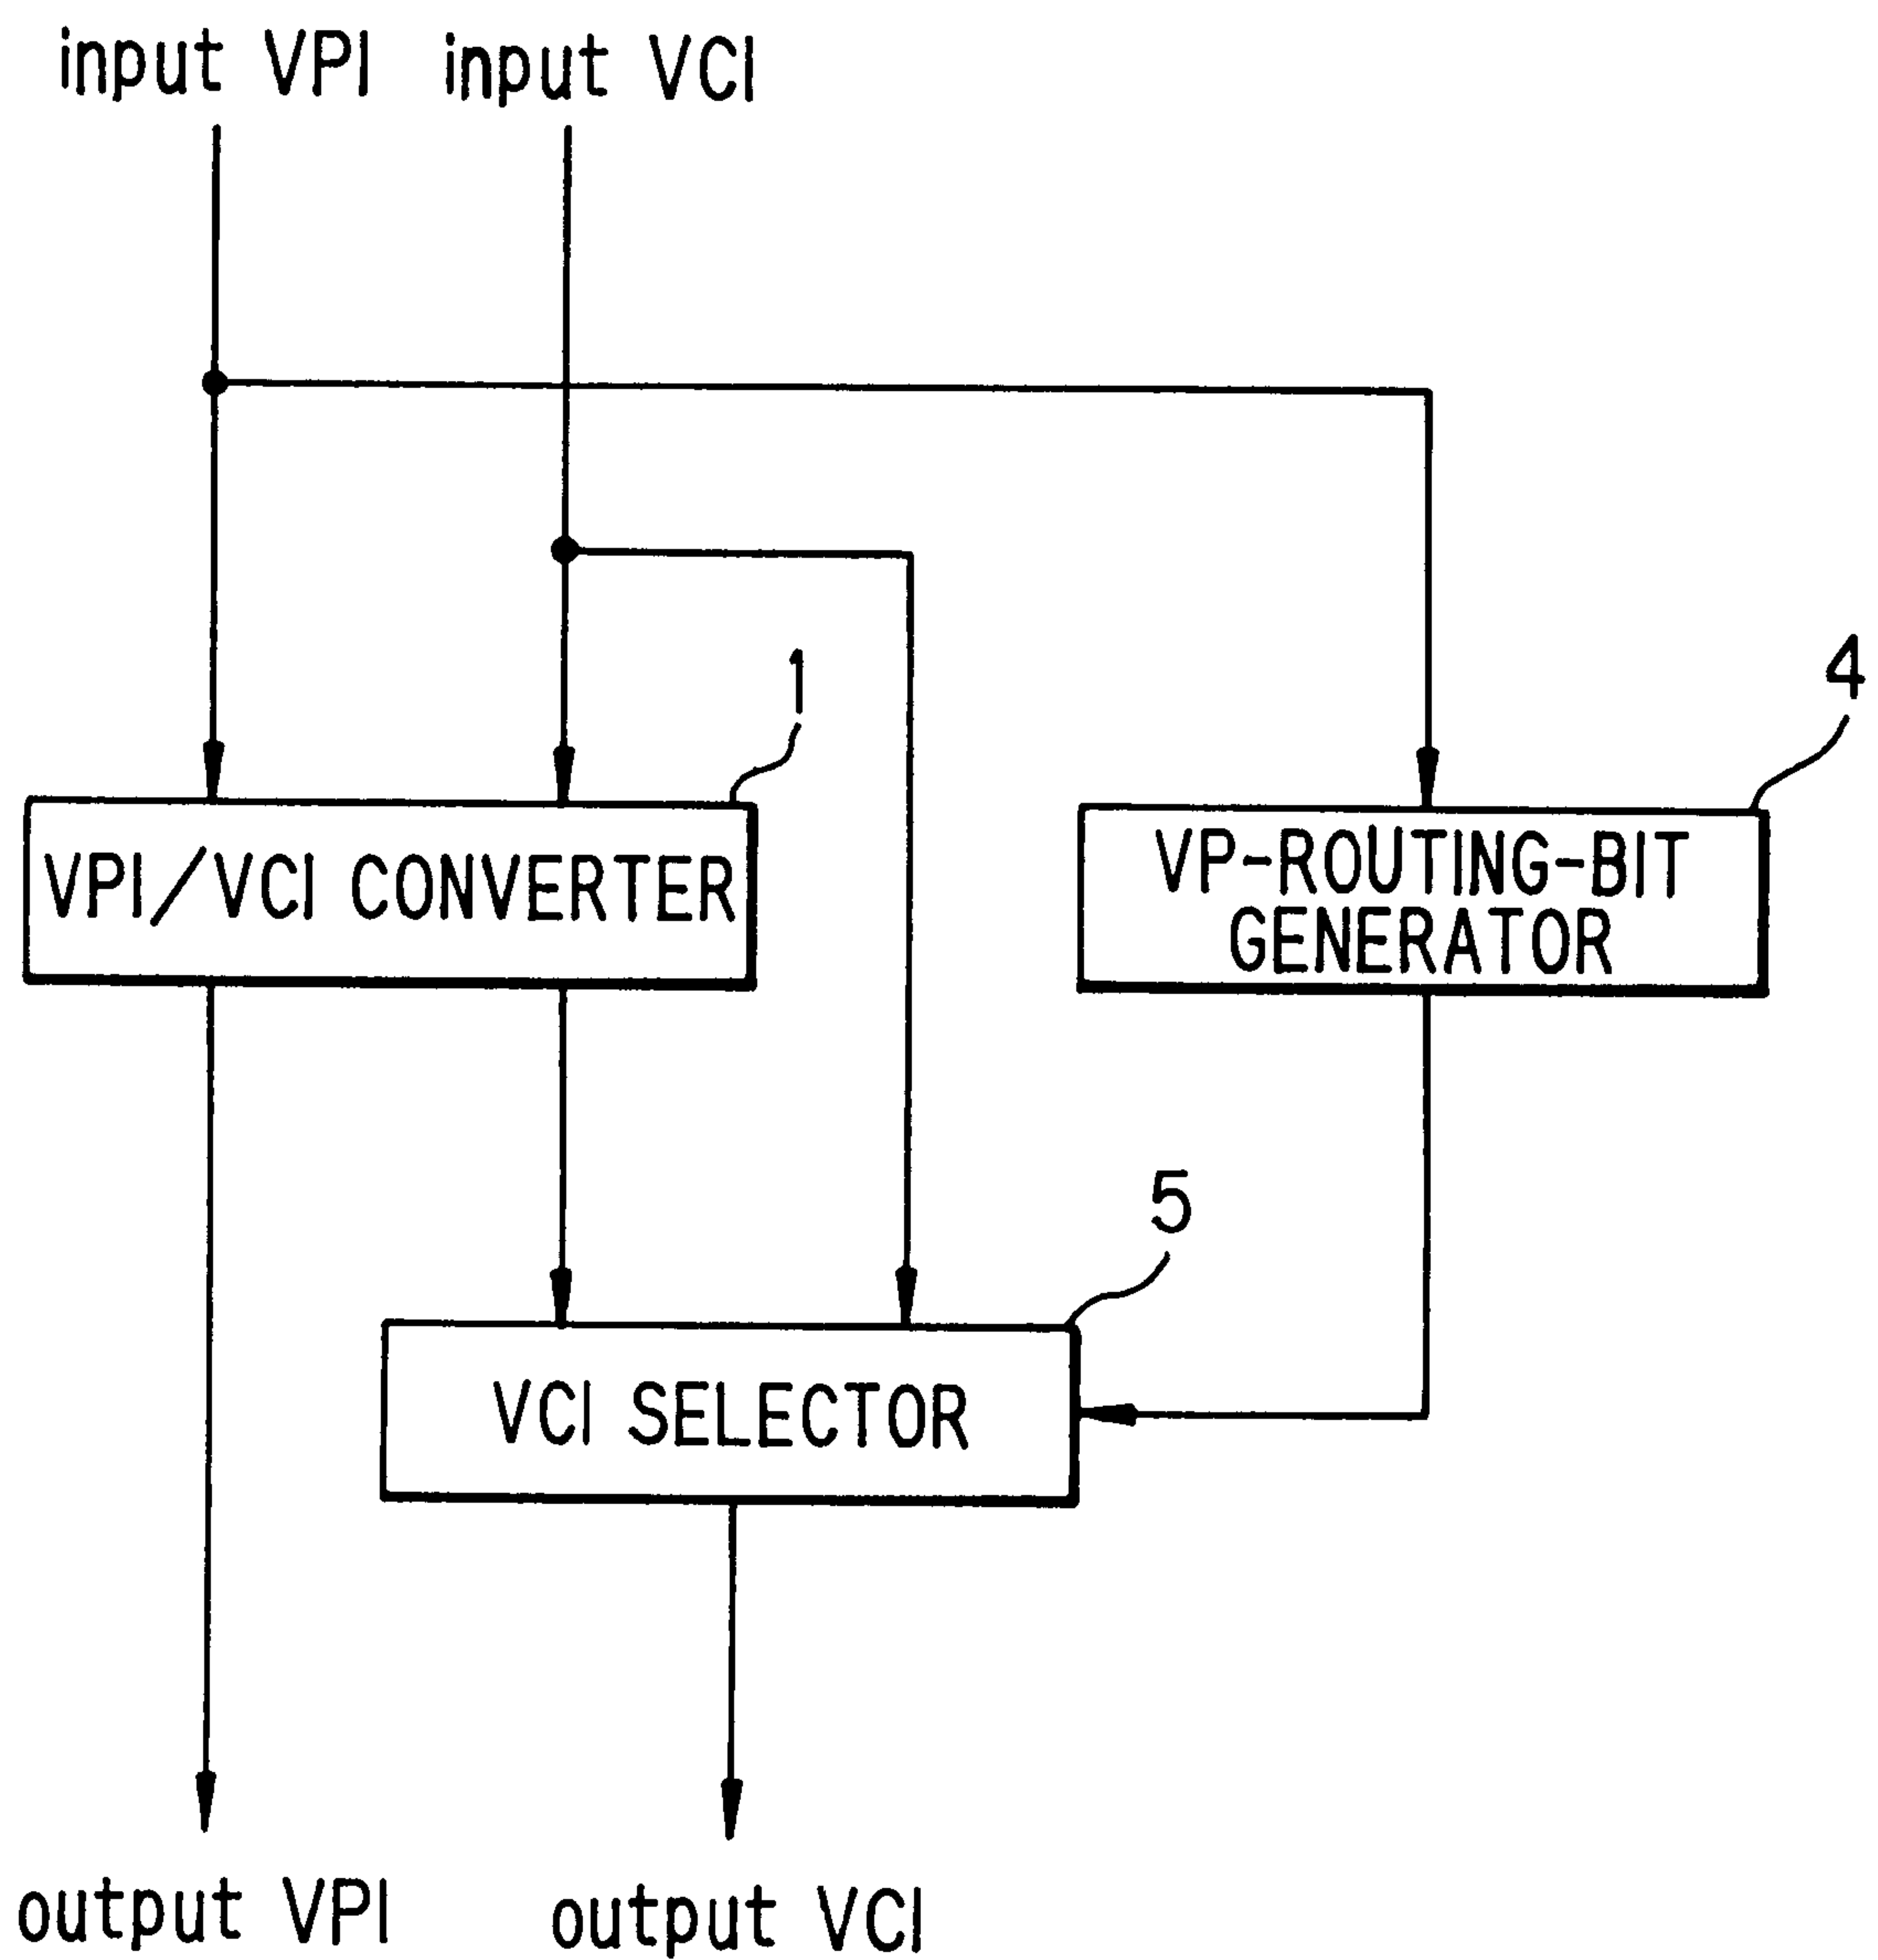 input VPI input VCI
1
4
VPI/VCI CONVERTER
VP-ROUTING-BIT
GENERATOR
5
VCI SELECTOR
output VPI output VCI